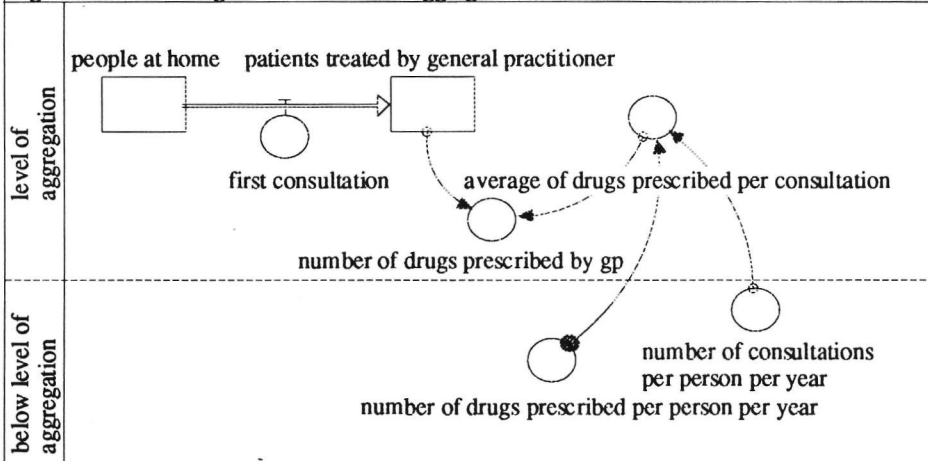 people at home
patients treated by general practitioner
level of
aggregation
first consultation
average of drugs prescribed per consultation
number of drugs prescribed by gp
below level of
aggregation
number of consultations
per person per year
number of drugs prescribed per person per year